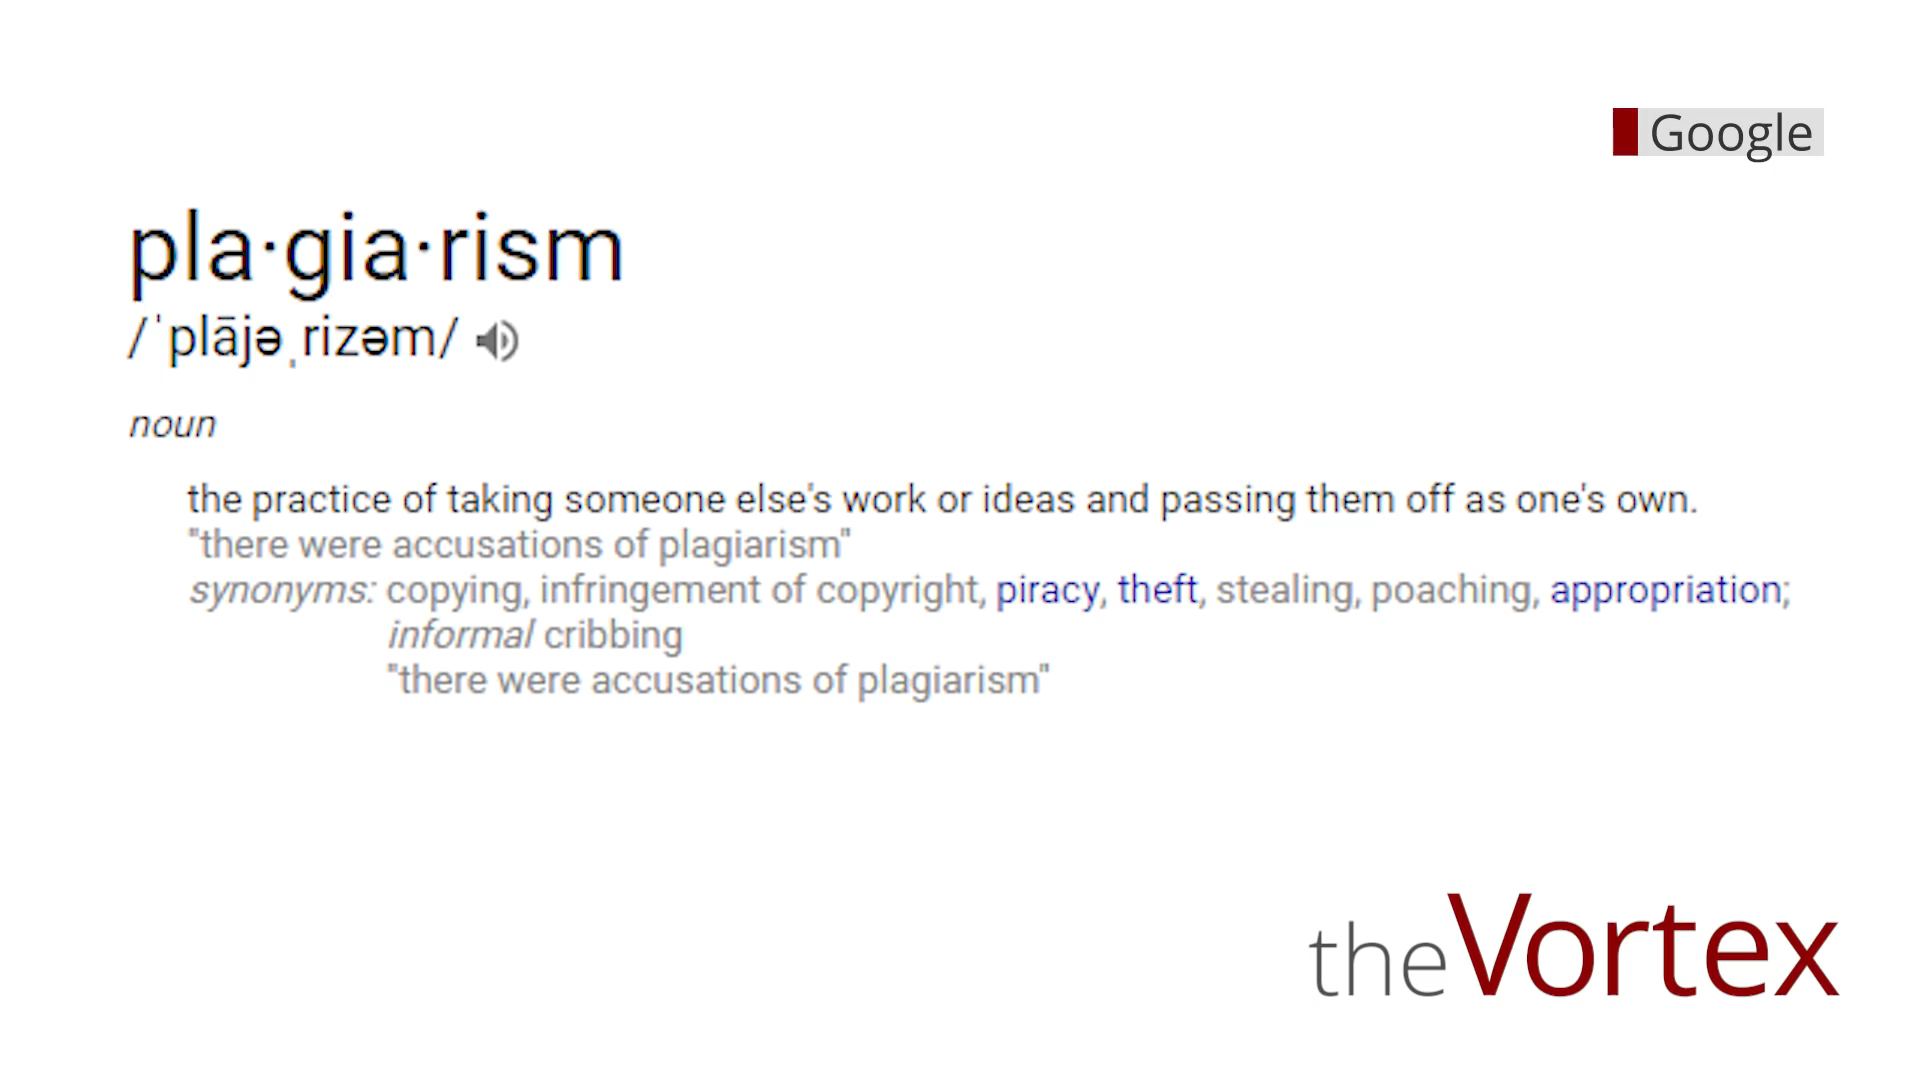 Google
pla·gia·rism
/ˈplājəˌrizəm/
noun
the practice of taking someone else's work or ideas and passing them off as one's own.
"there were accusations of plagiarism"
synonyms: copying, infringement of copyright, piracy, theft, stealing, poaching, appropriation;
informal cribbing
"there were accusations of plagiarism"
theVortex